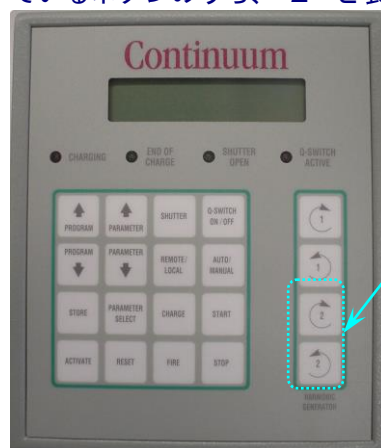 Continuum
CHARGING
END OF
CHARGE
SHUTTER
OPEN
Q-SWITCH
ACTIVE
PROGRAM
PARAMETER
SHUTTER
Q-SWITCH
ON/OFF
1
PROGRAM
PARAMETER
REMOTE/
LOCAL
AUTO/
MANUAL
1
STORE
PARAMETER
SELECT
CHARGE
START
2
ACTIVATE
RESET
FIRE
STOP
2
HARMONIC
GENERATOR